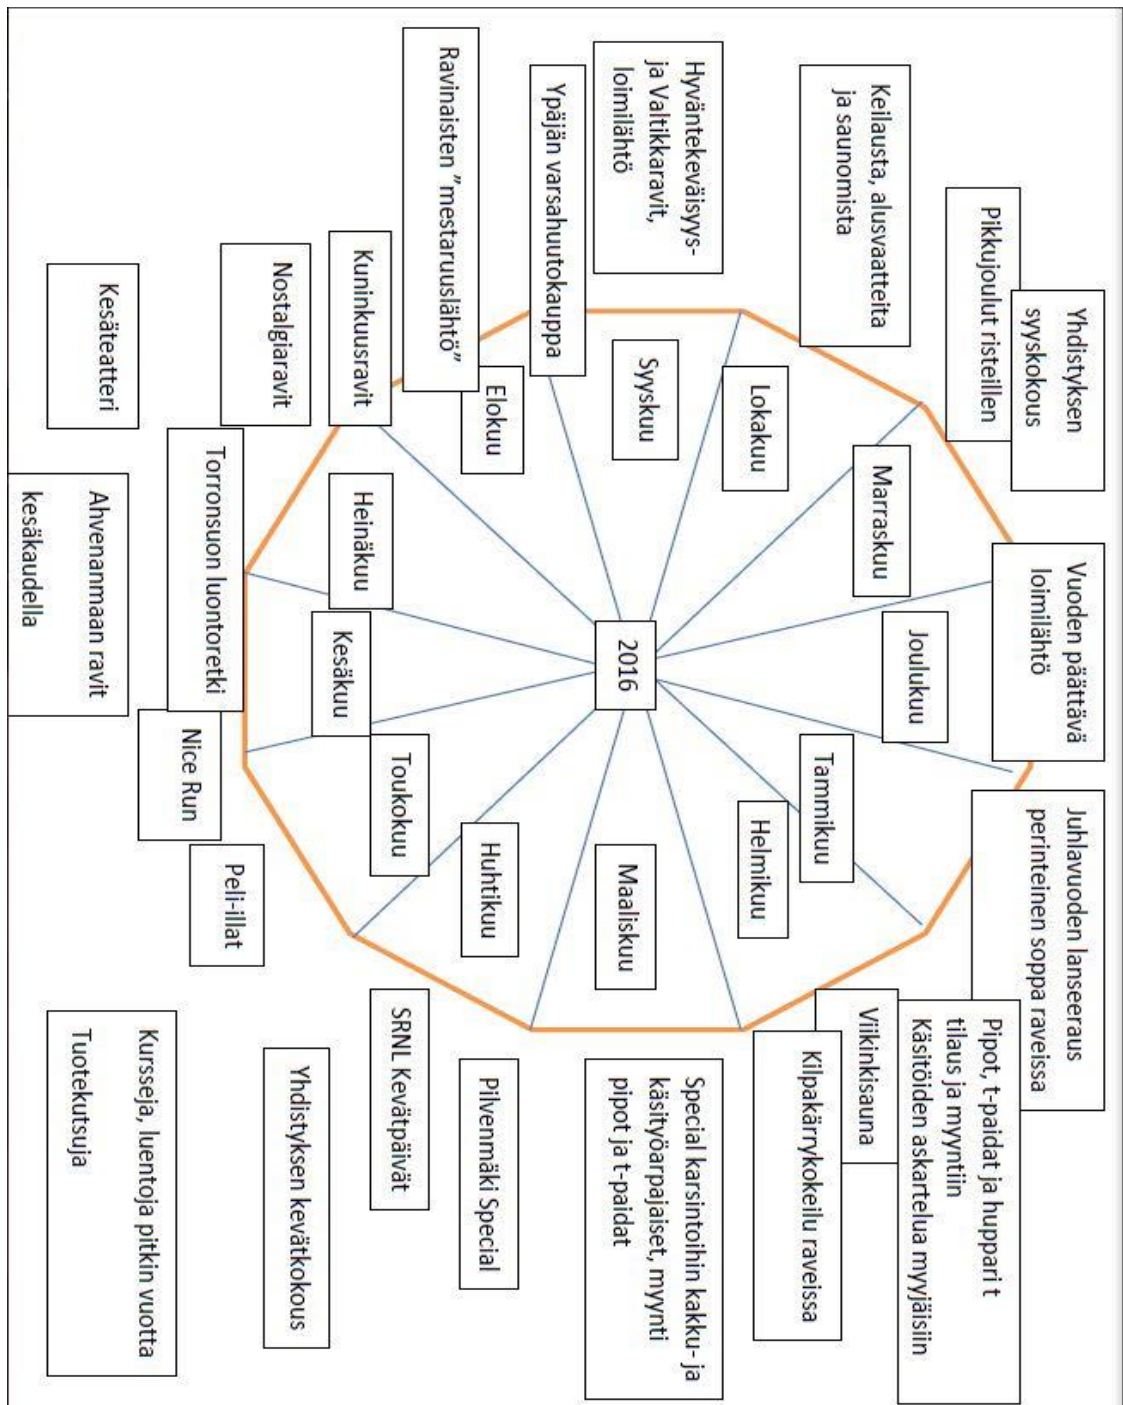 Yhdistyksen
syyskokous
Pikkujoulut risteillen
Keilausta, alusvaatteita
ja saunomista
Hyväntekeväisyys-
ja Valtikkaravit,
loimilähtö
Ypäjän varsahuutokauppa
Ravinaisten ”mestaruuslähtö”
Kuninkuusravit
Nostalgiaravit
Kesäteatteri
Vuoden päättävä
loimilähtö
Marraskuu
Lokakuu
Syyskuu
Elokuu
Heinäkuu
Torronsuon luontoretki
Ahvenanmaan ravit
kesäkaudella
Joulukuu
2016
Kesäkuu
Nice Run
Juhlavuoden lanseeraus
perinteinen soppa raveissa
Tammikuu
Helmikuu
Maaliskuu
Huhtikuu
Toukokuu
Peli-illat
Pipot, t-paidat ja huppari t
tilaus ja myyntiin
Käsitöiden askartelua myyjäisiin
Viikinkisauna
Kilpakärrykokeilu raveissa
Special karsintoihin kakku- ja
käsityöarpajaiset, myynti
pipot ja t-paidat
Pilvenmäki Special
SRNL Kevätpäivät
Yhdistyksen kevätkokous
Kursseja, luentoja pitkin vuotta
Tuotekutsuja